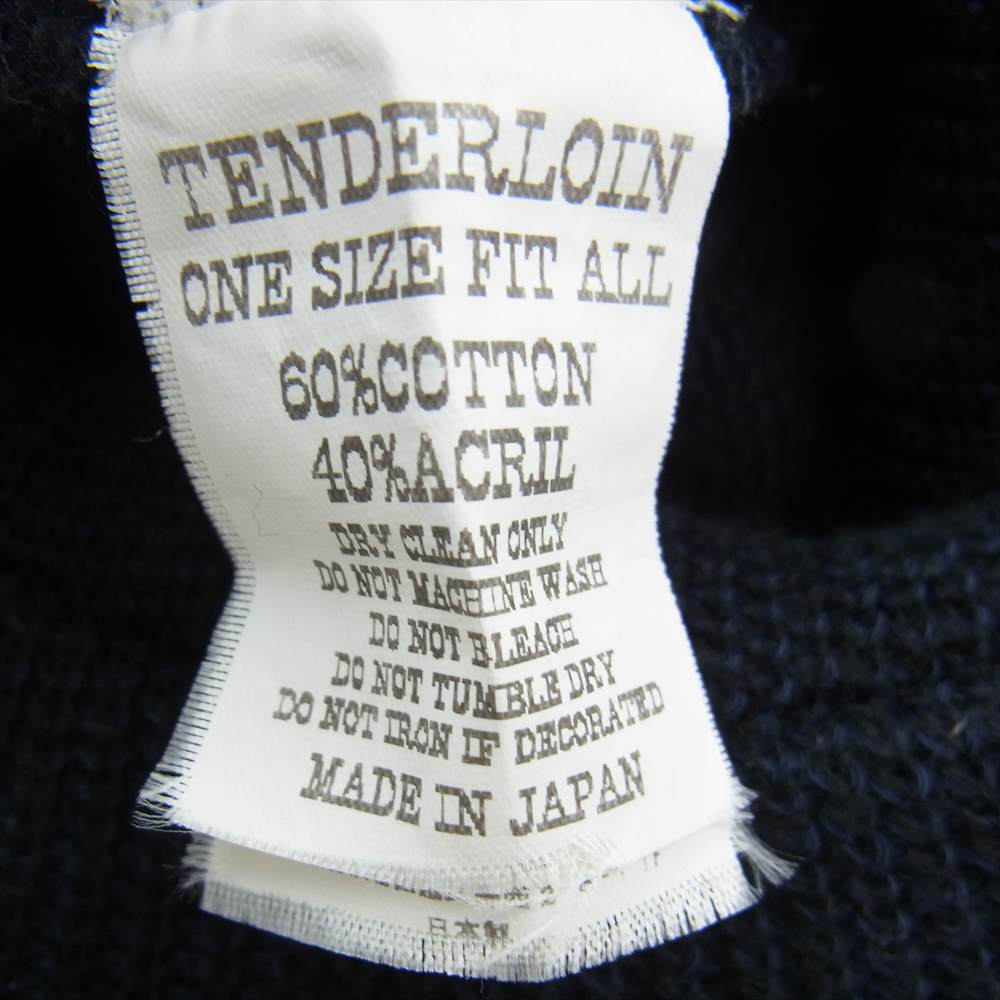 TENDERLOIN
ONE SIZE FIT ALL
60%COTTON
40%ACRIL
DRY CLEAN ONLY
DO NOT MACHINE WASH
DO NOT BLEACH
DO NOT TUMBLE DRY
DO NOT IRON IF DECORATED
MADE IN JAPAN
日本製